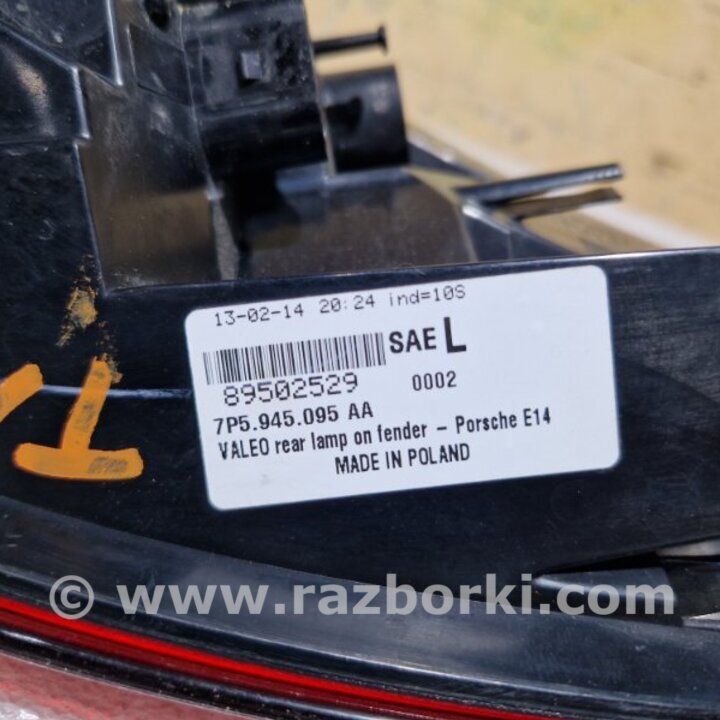 13-02-14 20:24 ind=10S
SAE L
89502529 0002
7P5.945.095 AA
VALEO rear lamp on fender – Porsche E14
MADE IN POLAND
© www.razborki.com